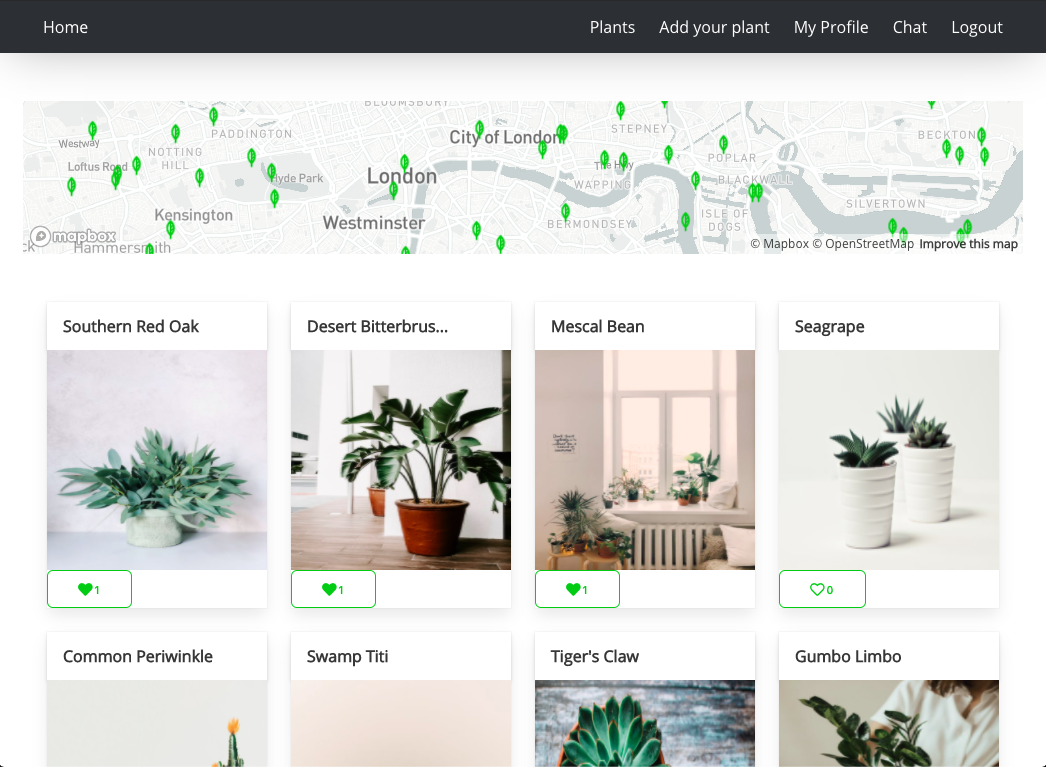 Home
Plants
Add your plant
My Profile
Chat
Logout
BLOOMSBURY
STEPNEY
City of London
PADDINGTON
BECKTON
Westway
NOTTING
HILL
POPLAR
Loftus Road
The Hwy
Hyde Park
London
WAPPING
BLACKWALL
SILVERTOWN
Kensington
ISLE OF
DOGS
Westminster
BERMONDSEY
mapbox
Hammersmith
© Mapbox © OpenStreetMap Improve this map
Southern Red Oak
Desert Bitterbrus...
Mescal Bean
Seagrape
1
1
1
0
Common Periwinkle
Swamp Titi
Tiger's Claw
Gumbo Limbo